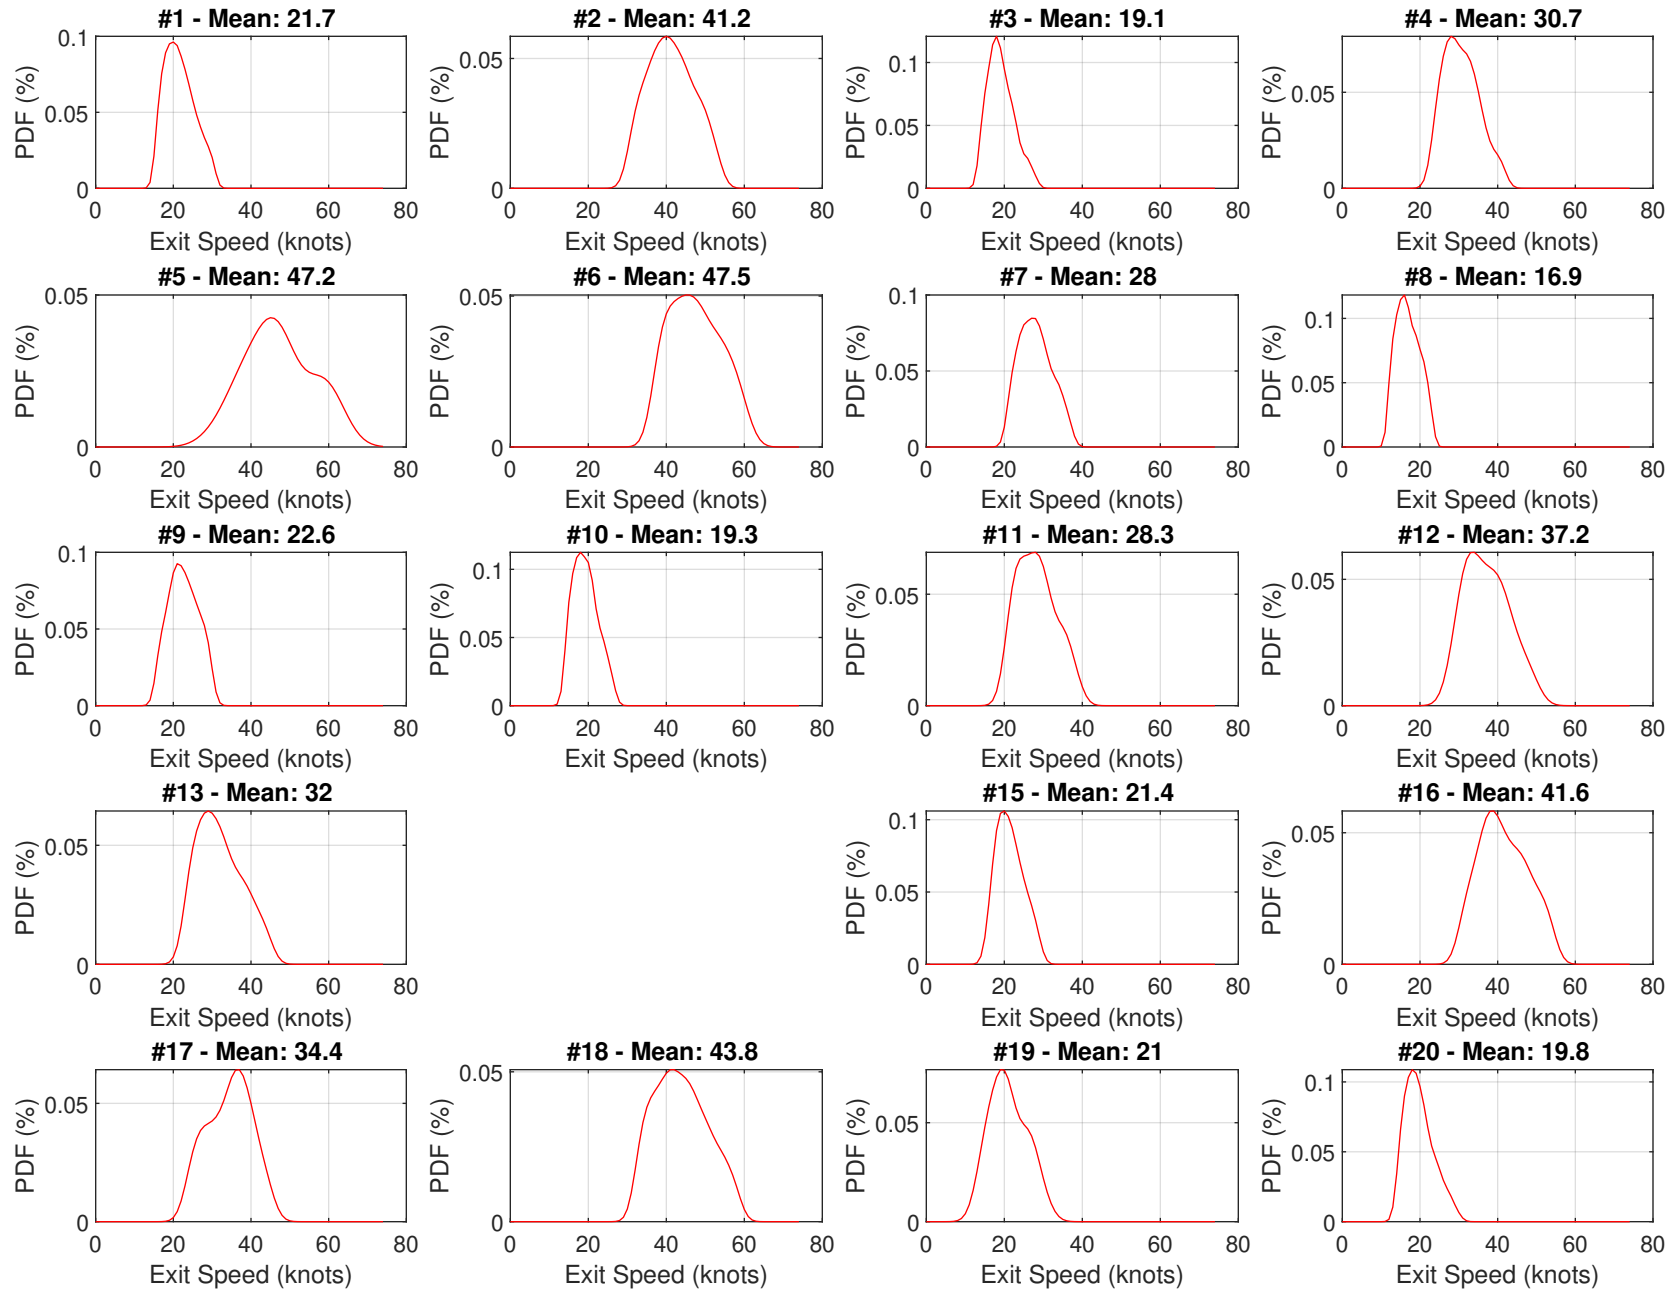 #1 - Mean: 21.7
PDF (%)
0.1
0.05
0
0 20 40 60 80
Exit Speed (knots)
#2 - Mean: 41.2
PDF (%)
0.05
0
0 20 40 60 80
Exit Speed (knots)
#3 - Mean: 19.1
PDF (%)
0.1
0.05
0
0 20 40 60 80
Exit Speed (knots)
#4 - Mean: 30.7
PDF (%)
0.05
0
0 20 40 60 80
Exit Speed (knots)
#5 - Mean: 47.2
PDF (%)
0.05
0
0 20 40 60 80
Exit Speed (knots)
#6 - Mean: 47.5
PDF (%)
0.05
0
0 20 40 60 80
Exit Speed (knots)
#7 - Mean: 28
PDF (%)
0.1
0.05
0
0 20 40 60 80
Exit Speed (knots)
#8 - Mean: 16.9
PDF (%)
0.1
0.05
0
0 20 40 60 80
Exit Speed (knots)
#9 - Mean: 22.6
PDF (%)
0.1
0.05
0
0 20 40 60 80
Exit Speed (knots)
#10 - Mean: 19.3
PDF (%)
0.1
0.05
0
0 20 40 60 80
Exit Speed (knots)
#11 - Mean: 28.3
PDF (%)
0.05
0
0 20 40 60 80
Exit Speed (knots)
#12 - Mean: 37.2
PDF (%)
0.05
0
0 20 40 60 80
Exit Speed (knots)
#13 - Mean: 32
PDF (%)
0.05
0
0 20 40 60 80
Exit Speed (knots)
#15 - Mean: 21.4
PDF (%)
0.1
0.05
0
0 20 40 60 80
Exit Speed (knots)
#16 - Mean: 41.6
PDF (%)
0.05
0
0 20 40 60 80
Exit Speed (knots)
#17 - Mean: 34.4
PDF (%)
0.05
0
0 20 40 60 80
Exit Speed (knots)
#18 - Mean: 43.8
PDF (%)
0.05
0
0 20 40 60 80
Exit Speed (knots)
#19 - Mean: 21
PDF (%)
0.05
0
0 20 40 60 80
Exit Speed (knots)
#20 - Mean: 19.8
PDF (%)
0.1
0.05
0
0 20 40 60 80
Exit Speed (knots)